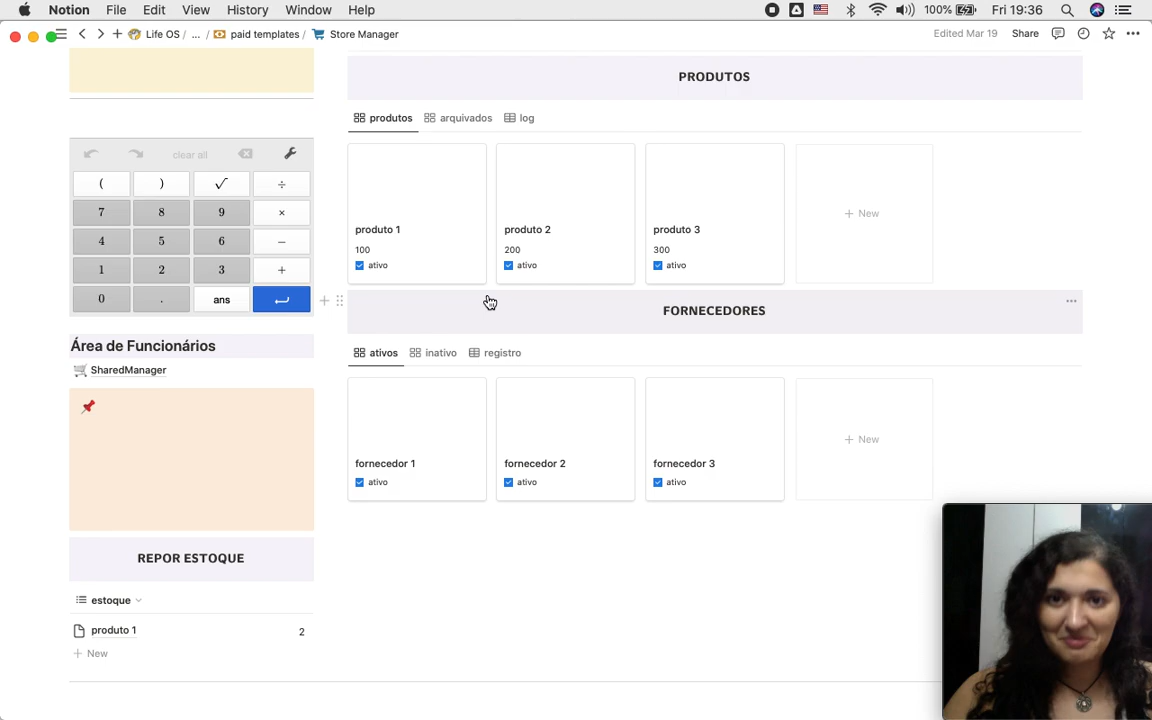 Notion File Edit View History Window Help 100% Fri 19:36
Life OS / ... / paid templates / Store Manager Edited Mar 19 Share
PRODUTOS
produtos arquivados log
clear all
( ) √ ÷
7 8 9 ×
4 5 6 −
1 2 3 +
0 . ans
produto 1 produto 2 produto 3 + New
100 200 300
ativo ativo ativo
FORNECEDORES
ativos inativo registro
Área de Funcionários
SharedManager
fornecedor 1 fornecedor 2 fornecedor 3 + New
ativo ativo ativo
REPOR ESTOQUE
estoque
produto 1 2
+ New